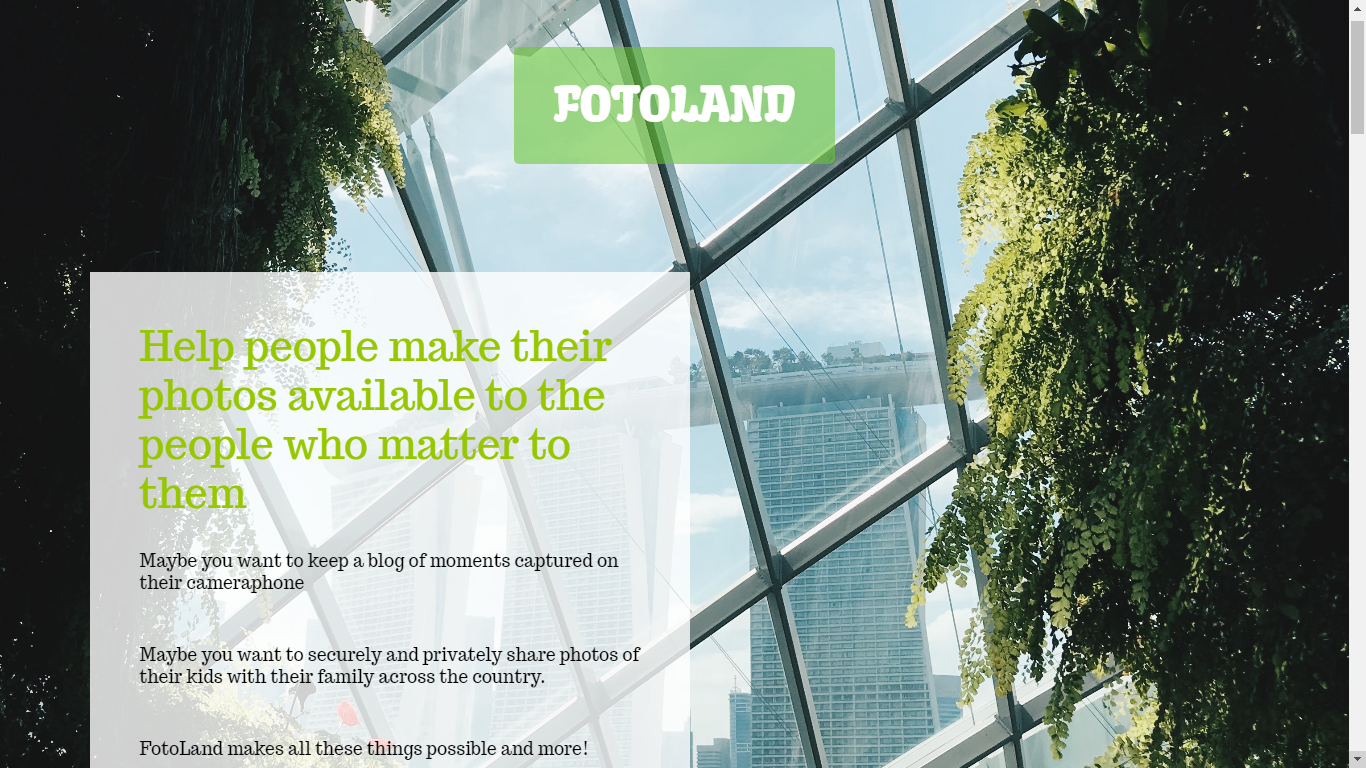 FOTOLAND
Help people make their
photos available to the
people who matter to
them
Maybe you want to keep a blog of moments captured on
their cameraphone
Maybe you want to securely and privately share photos of
their kids with their family across the country.
FotoLand makes all these things possible and more!